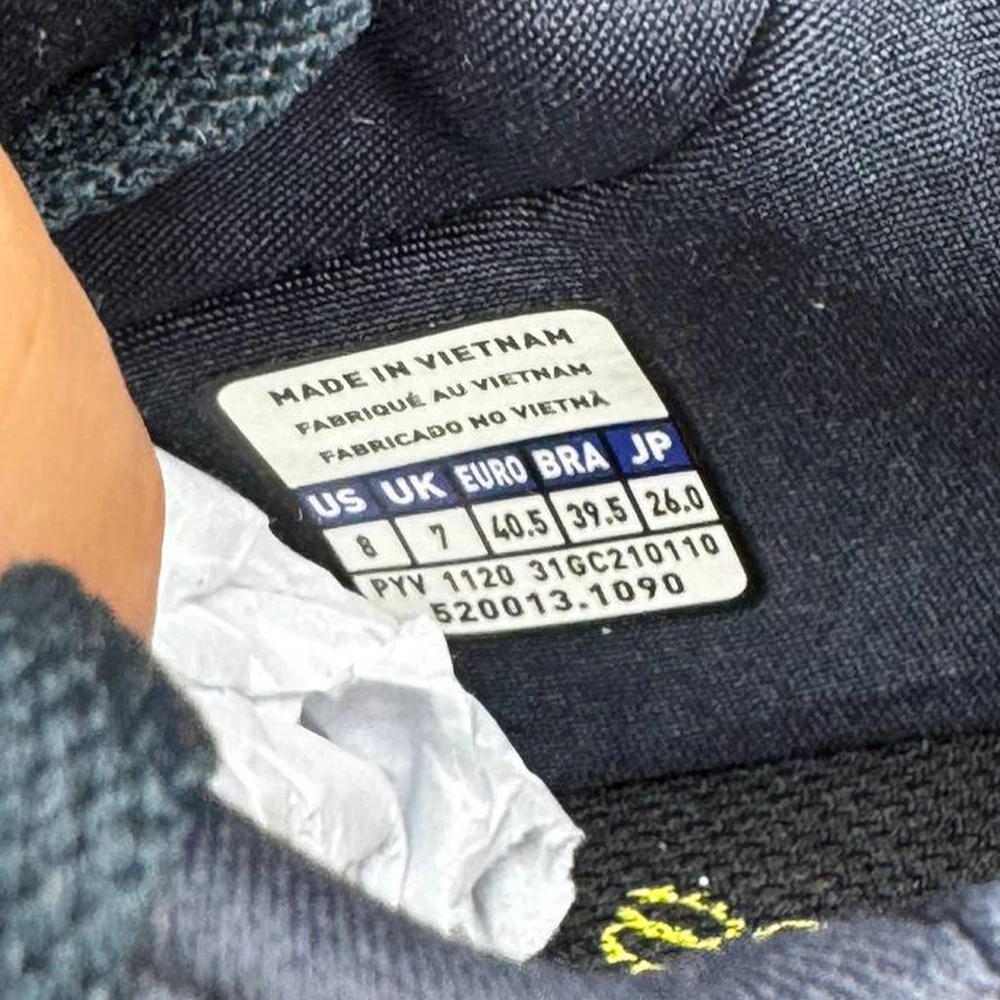 MADE IN VIETNAM
FABRIQUÉ AU VIETNAM
FABRICADO NO VIETNÃ
US UK EURO BRA JP
8 7 40.5 39.5 26.0
PYV 1120 31GC210110
520013.1090